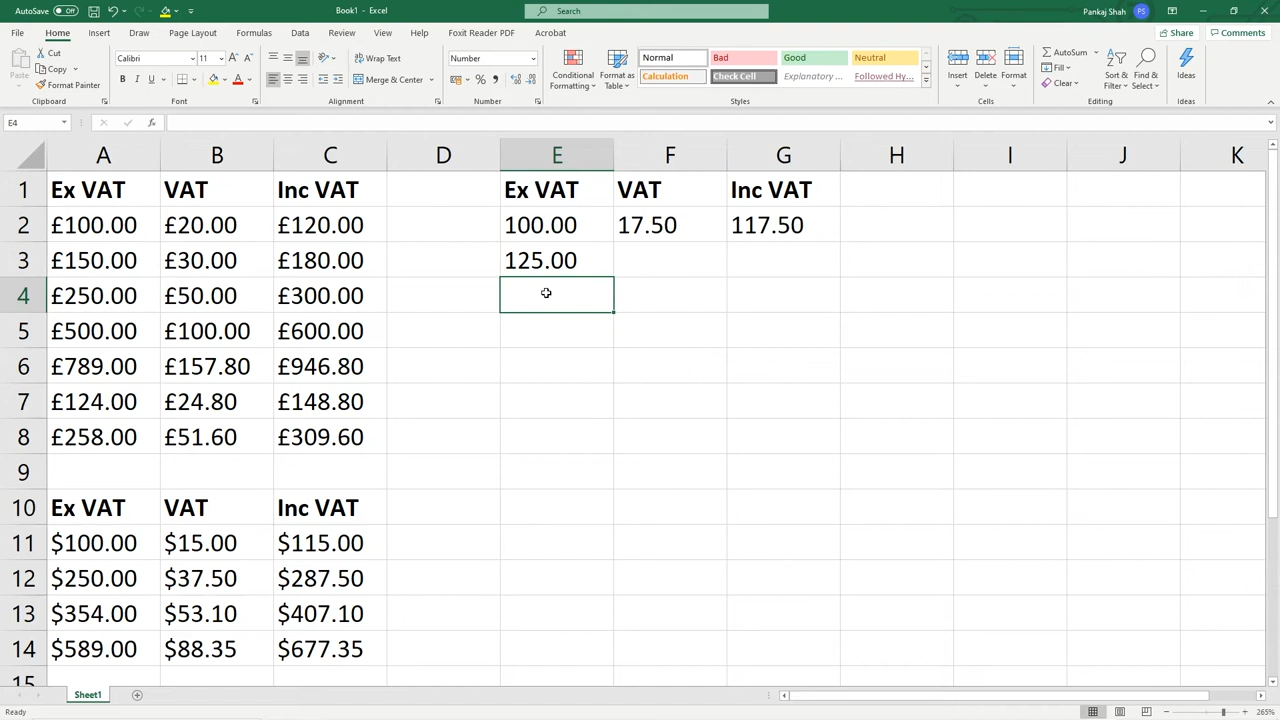 AutoSave Off Book1 - Excel Search Pankaj Shah PS
File Home Insert Draw Page Layout Formulas Data Review View Help Foxit Reader PDF Acrobat Share Comments
Paste Cut Copy Format Painter
Calibri 11 B I U
Wrap Text Merge & Center
Number % 
Conditional Formatting Format as Table
Normal Bad Good Neutral
Calculation Check Cell Explanatory ... Followed Hy...
Insert Delete Format
AutoSum Fill Clear Sort & Filter Find & Select
Ideas
Clipboard Font Alignment Number Styles Cells Editing Ideas
E4 fx
A B C D E F G H I J K
1 Ex VAT VAT Inc VAT Ex VAT VAT Inc VAT
2 £100.00 £20.00 £120.00 100.00 17.50 117.50
3 £150.00 £30.00 £180.00 125.00
4 £250.00 £50.00 £300.00
5 £500.00 £100.00 £600.00
6 £789.00 £157.80 £946.80
7 £124.00 £24.80 £148.80
8 £258.00 £51.60 £309.60
9
10 Ex VAT VAT Inc VAT
11 $100.00 $15.00 $115.00
12 $250.00 $37.50 $287.50
13 $354.00 $53.10 $407.10
14 $589.00 $88.35 $677.35
15
Sheet1
Ready 265%